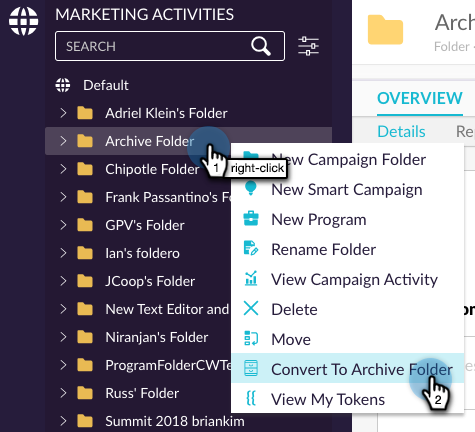 MARKETING ACTIVITIES
SEARCH
Default
Adriel Klein's Folder
Archive Folder
Chipotle Folder
Frank Passantino's Fo
GPV's Folder
Ian's foldero
JCoop's Folder
New Text Editor and
Niranjan's Folder
ProgramFolderCWTe
Russ' Folder
Summit 2018 briankim
1
right-click
New Campaign Folder
New Smart Campaign
New Program
Rename Folder
View Campaign Activity
Delete
Move
Convert To Archive Folder
2
View My Tokens
Archi
Folder •
OVERVIEW
Details
Re